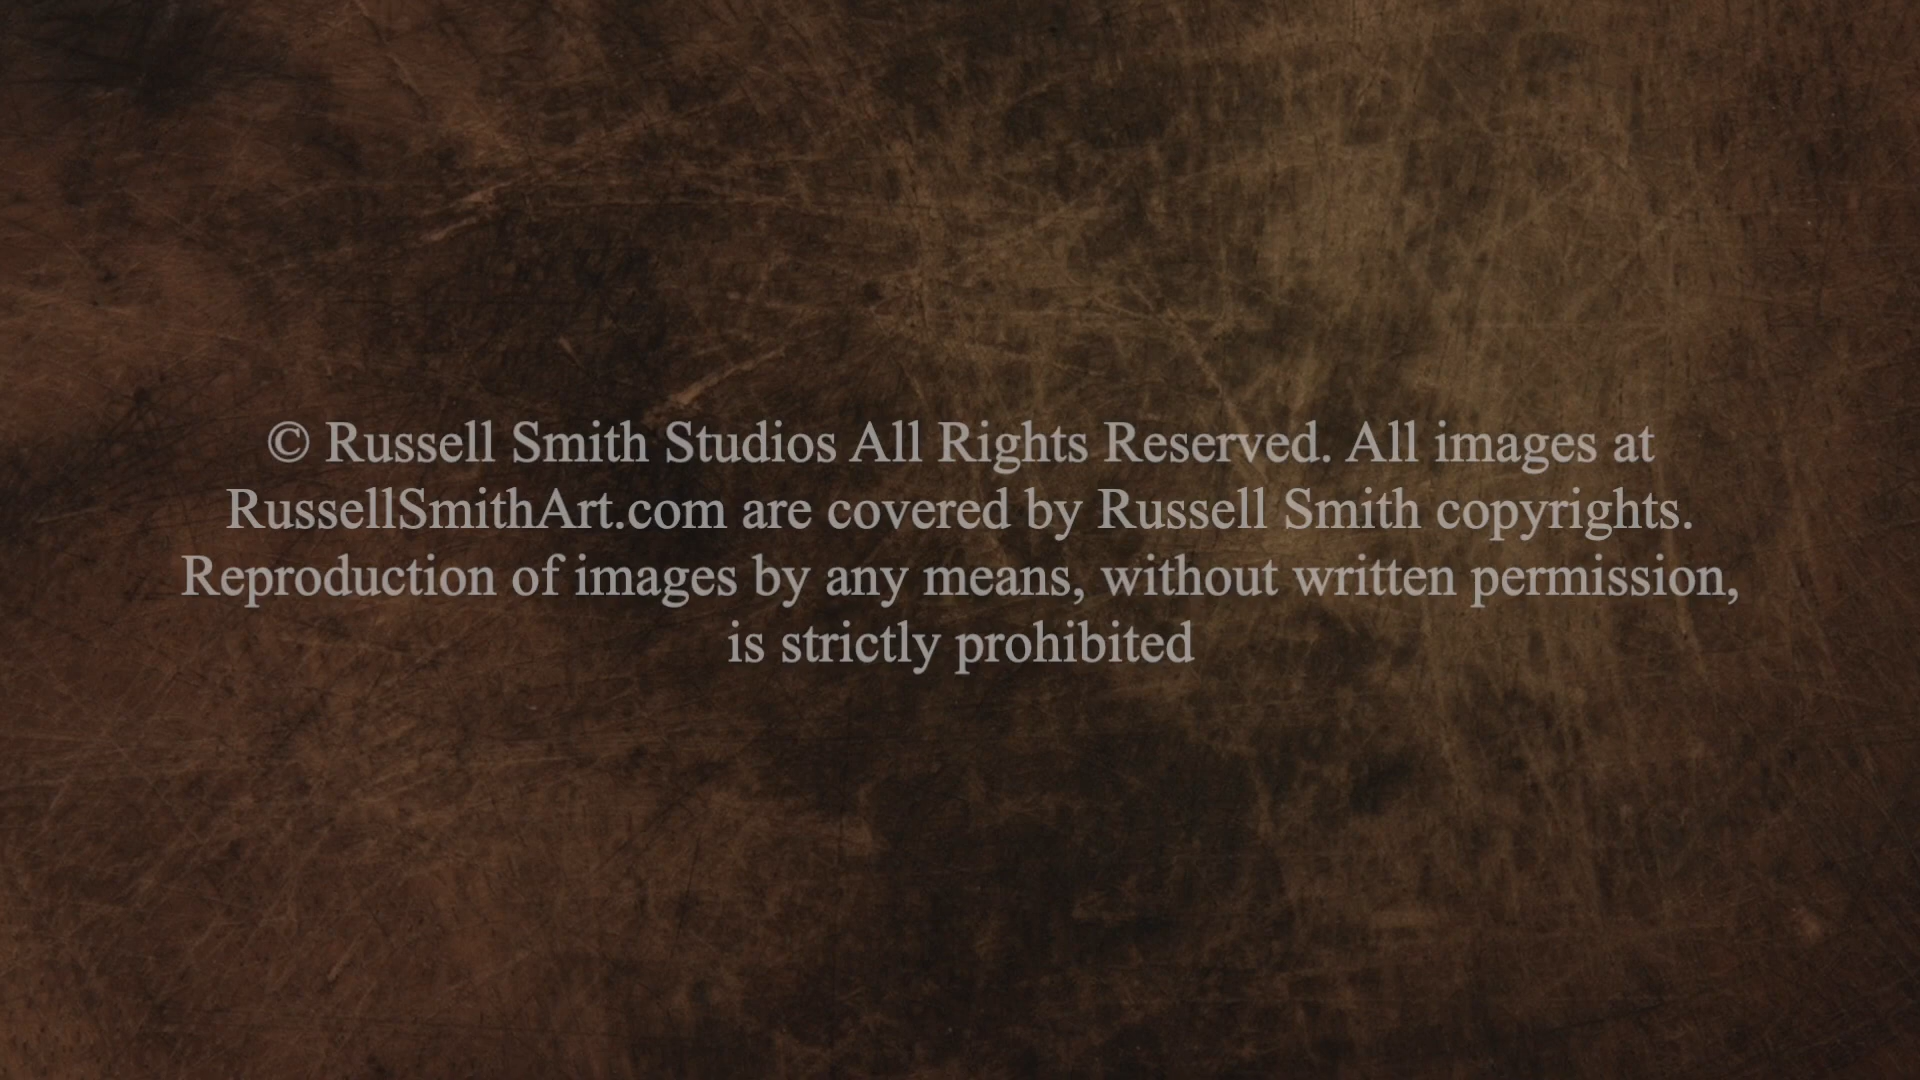 © Russell Smith Studios All Rights Reserved. All images at
RussellSmithArt.com are covered by Russell Smith copyrights.
Reproduction of images by any means, without written permission,
is strictly prohibited